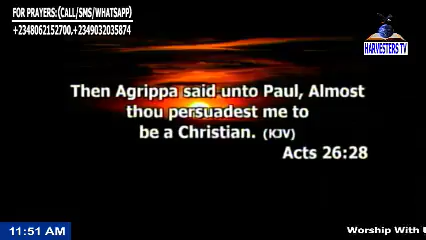 FOR PRAYERS:(CALL/SMS/WHATSAPP)
+2348062152700,+2349032035874
HARVESTERS TV
Then Agrippa said unto Paul, Almost
thou persuadest me to
be a Christian. (KJV)
Acts 26:28
11:51 AM
Worship With